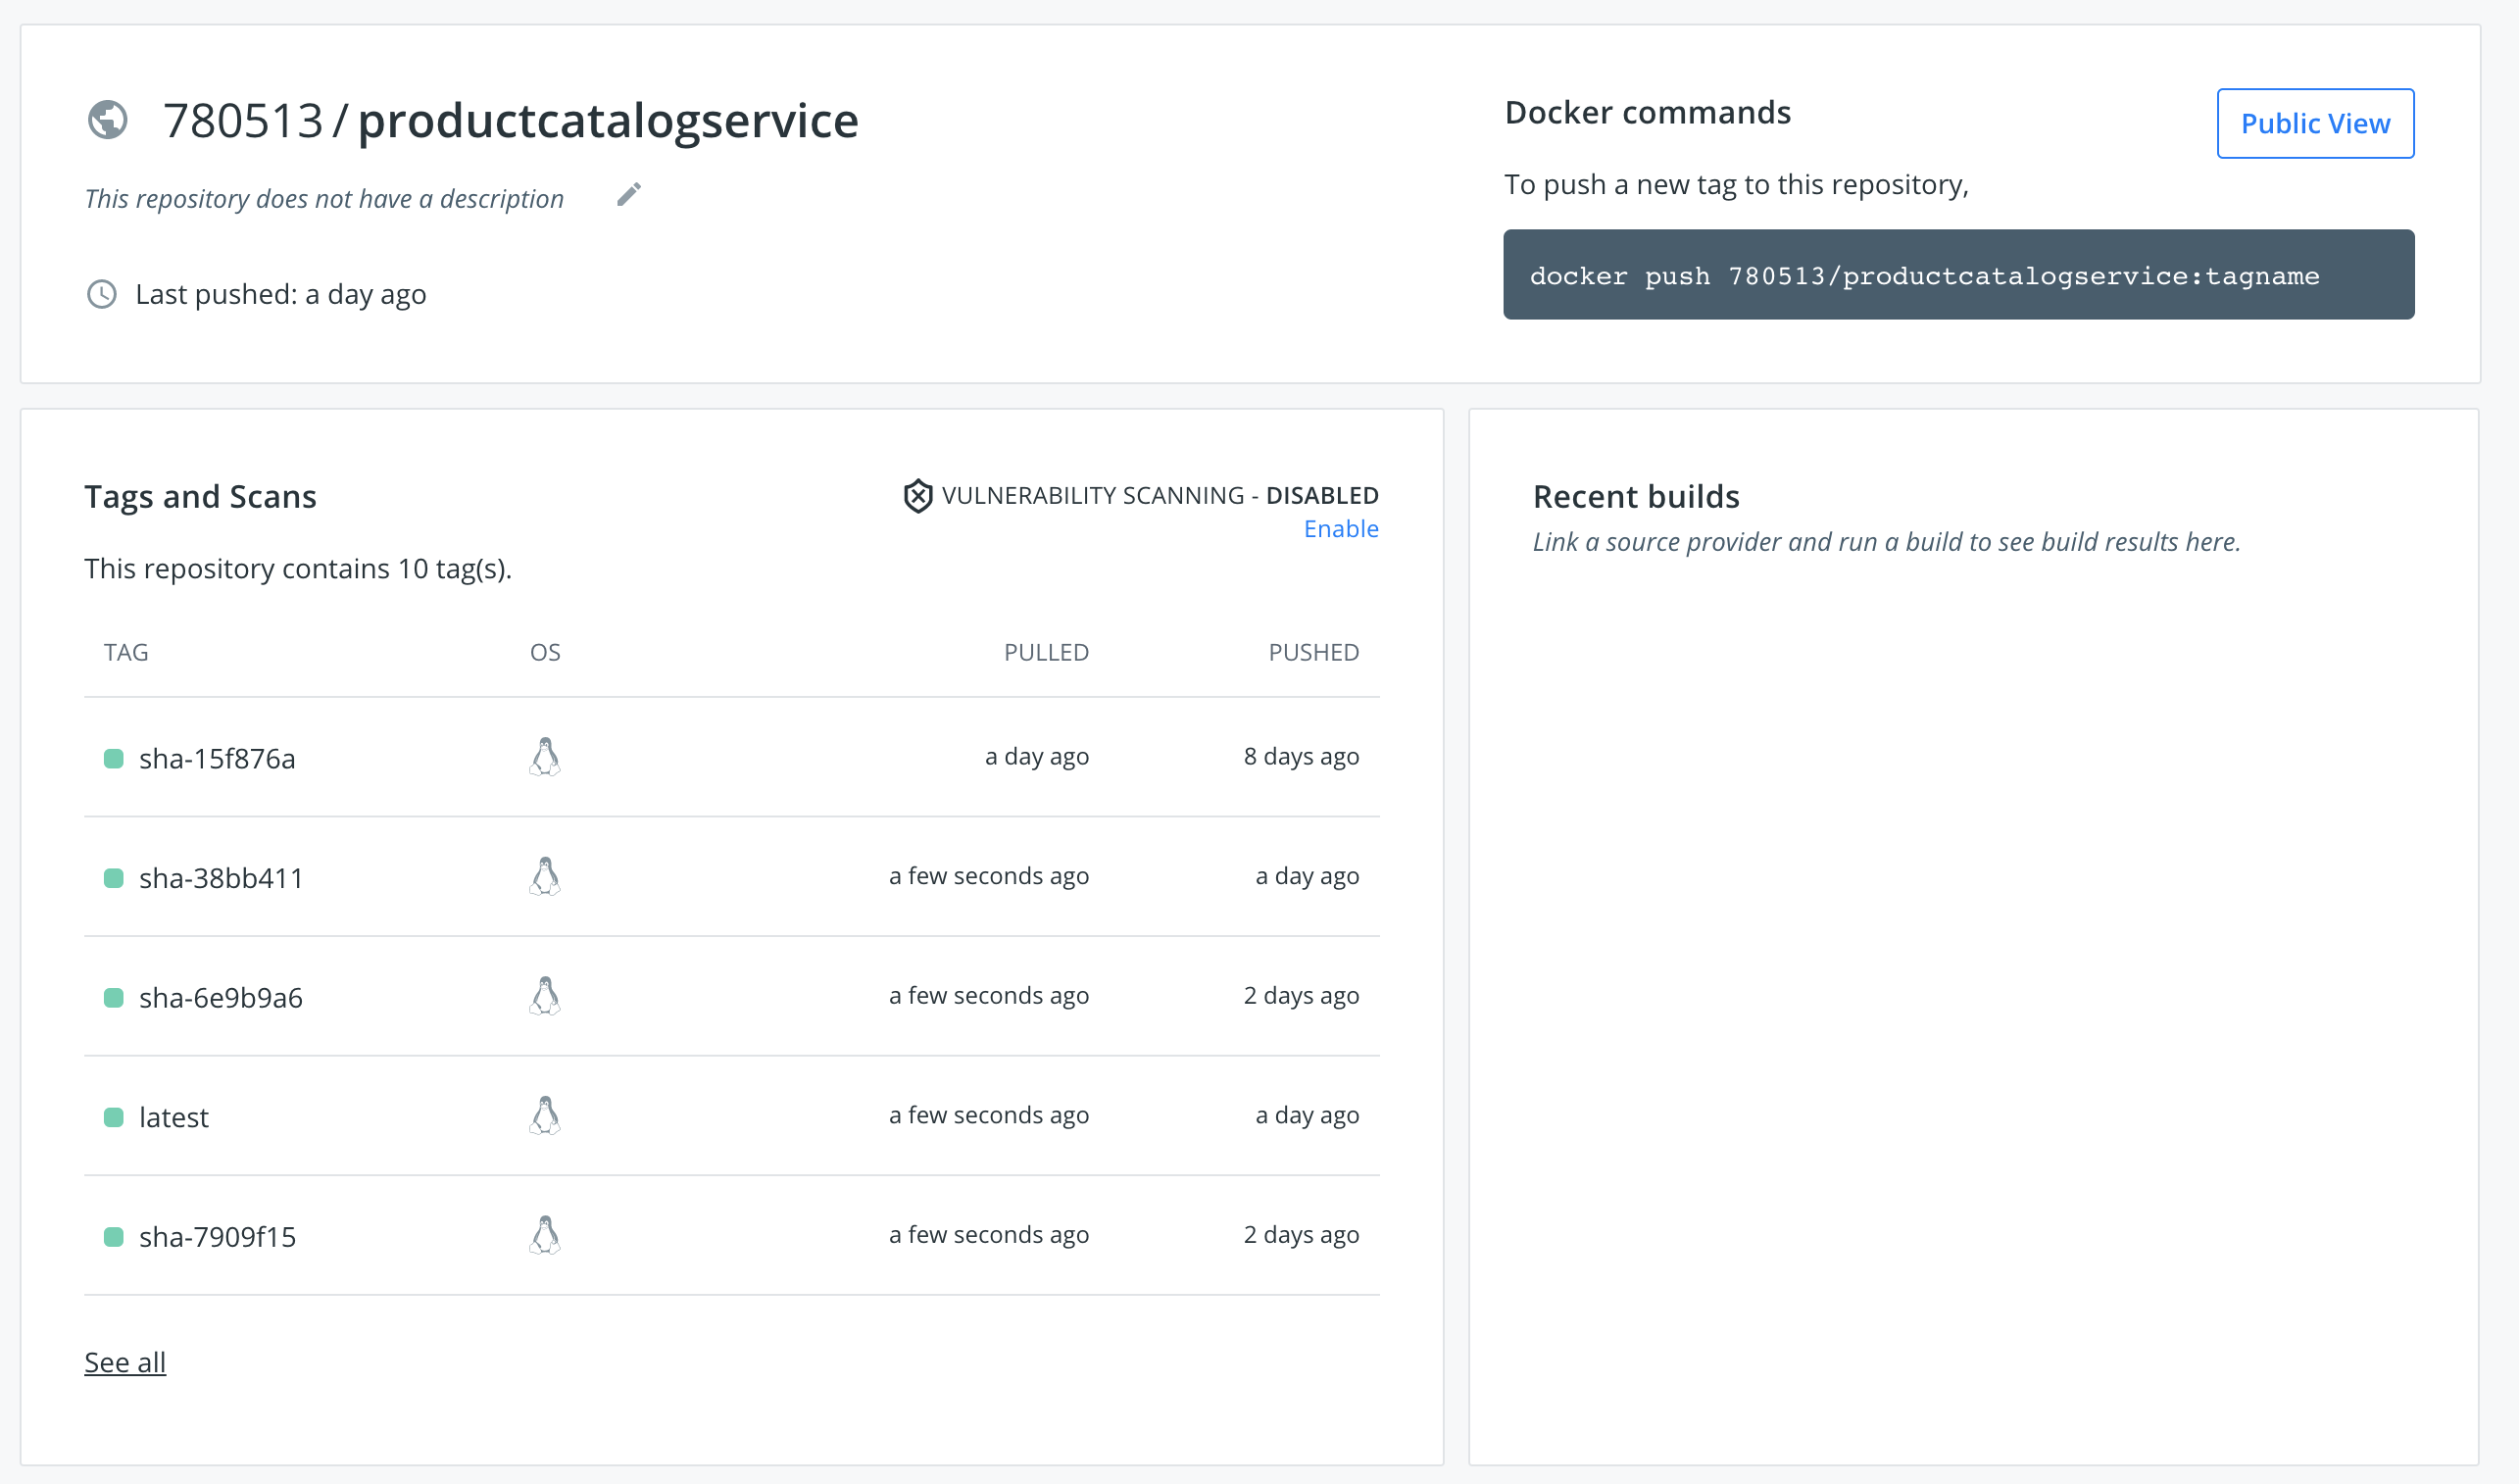 780513 / productcatalogservice
This repository does not have a description
Last pushed: a day ago
Docker commands
Public View
To push a new tag to this repository,
docker push 780513/productcatalogservice:tagname
Tags and Scans
VULNERABILITY SCANNING - DISABLED
Enable
This repository contains 10 tag(s).
TAG OS PULLED PUSHED
sha-15f876a a day ago 8 days ago
sha-38bb411 a few seconds ago a day ago
sha-6e9b9a6 a few seconds ago 2 days ago
latest a few seconds ago a day ago
sha-7909f15 a few seconds ago 2 days ago
See all
Recent builds
Link a source provider and run a build to see build results here.